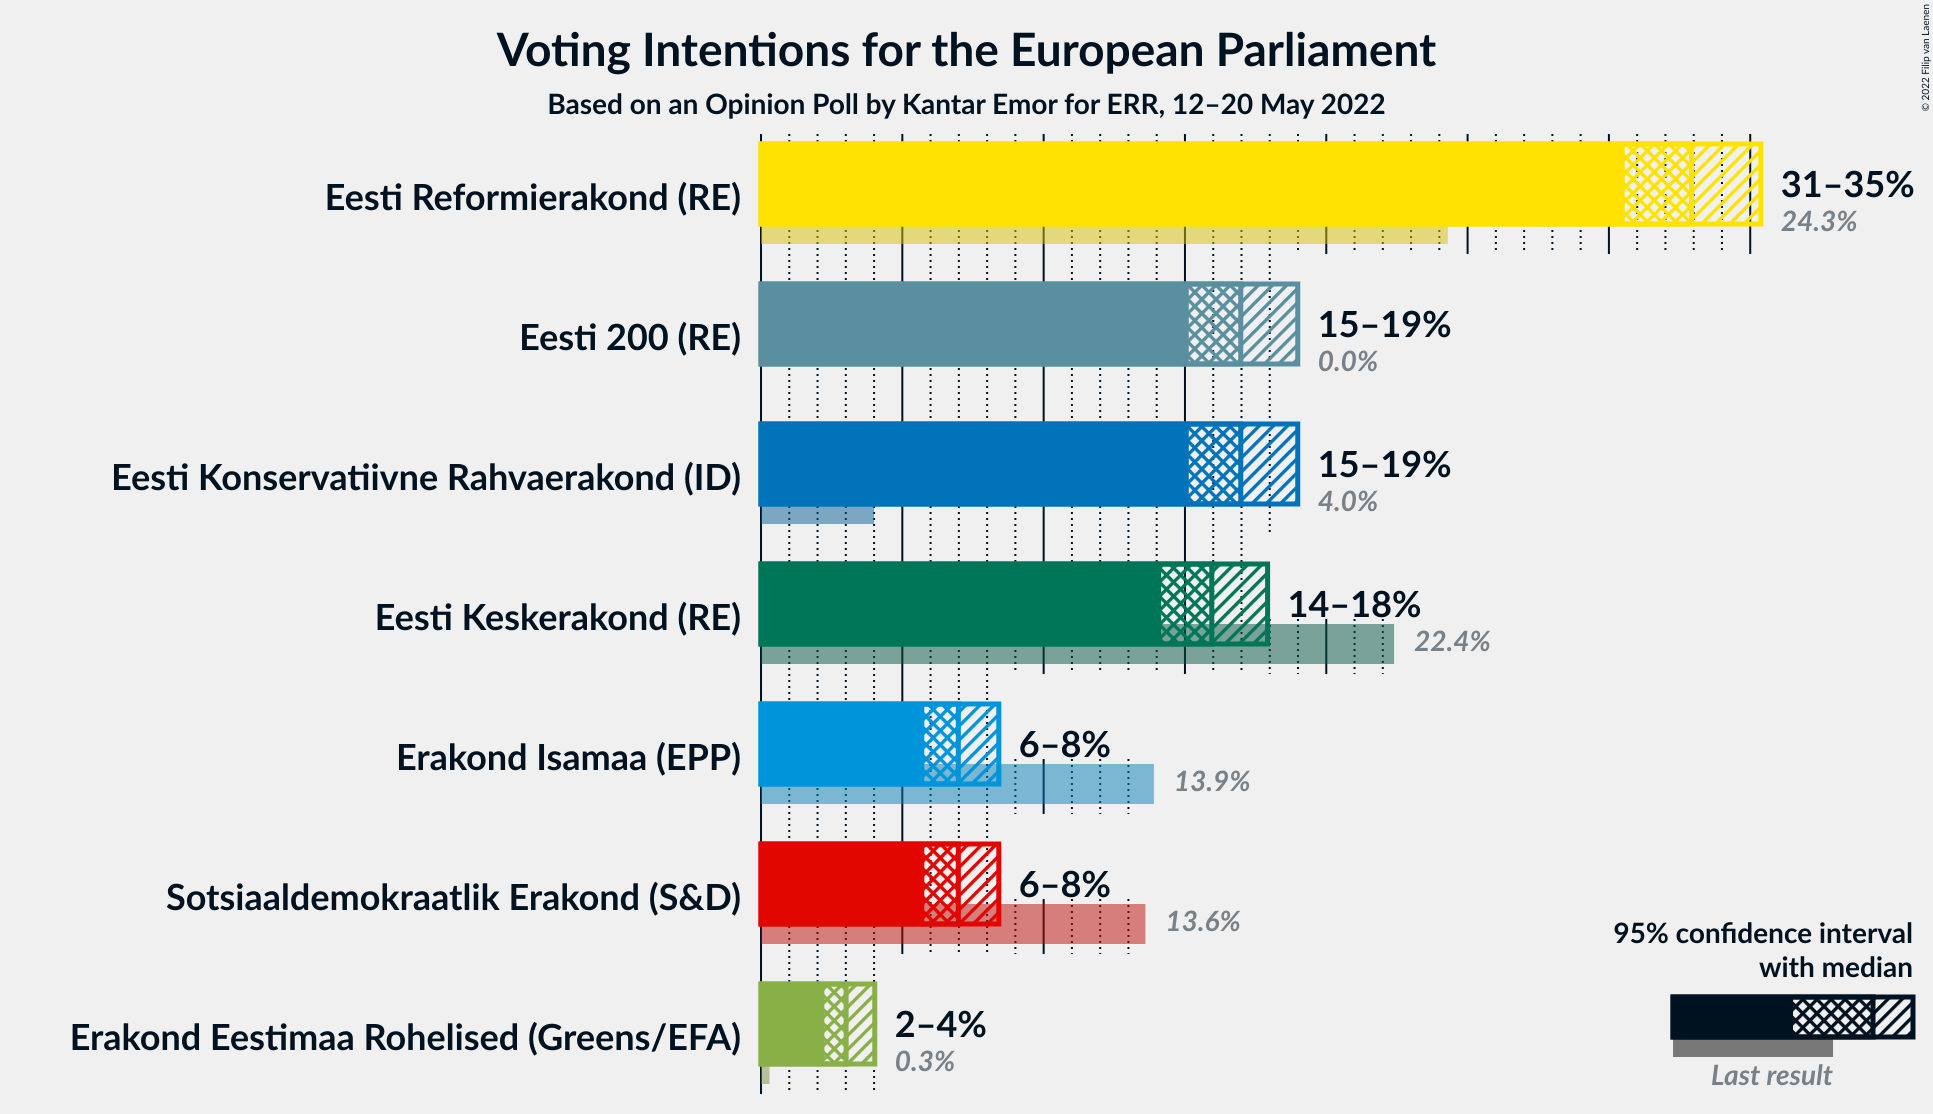 Voting Intentions for the European Parliament
Based on an Opinion Poll by Kantar Emor for ERR, 12–20 May 2022
© 2022 Filip van Laenen
Eesti Reformierakond (RE)
31–35%
24.3%
Eesti 200 (RE)
15–19%
0.0%
Eesti Konservatiivne Rahvaerakond (ID)
15–19%
4.0%
Eesti Keskerakond (RE)
14–18%
22.4%
Erakond Isamaa (EPP)
6–8%
13.9%
Sotsiaaldemokraatlik Erakond (S&D)
6–8%
13.6%
Erakond Eestimaa Rohelised (Greens/EFA)
2–4%
0.3%
95% confidence interval
with median
Last result